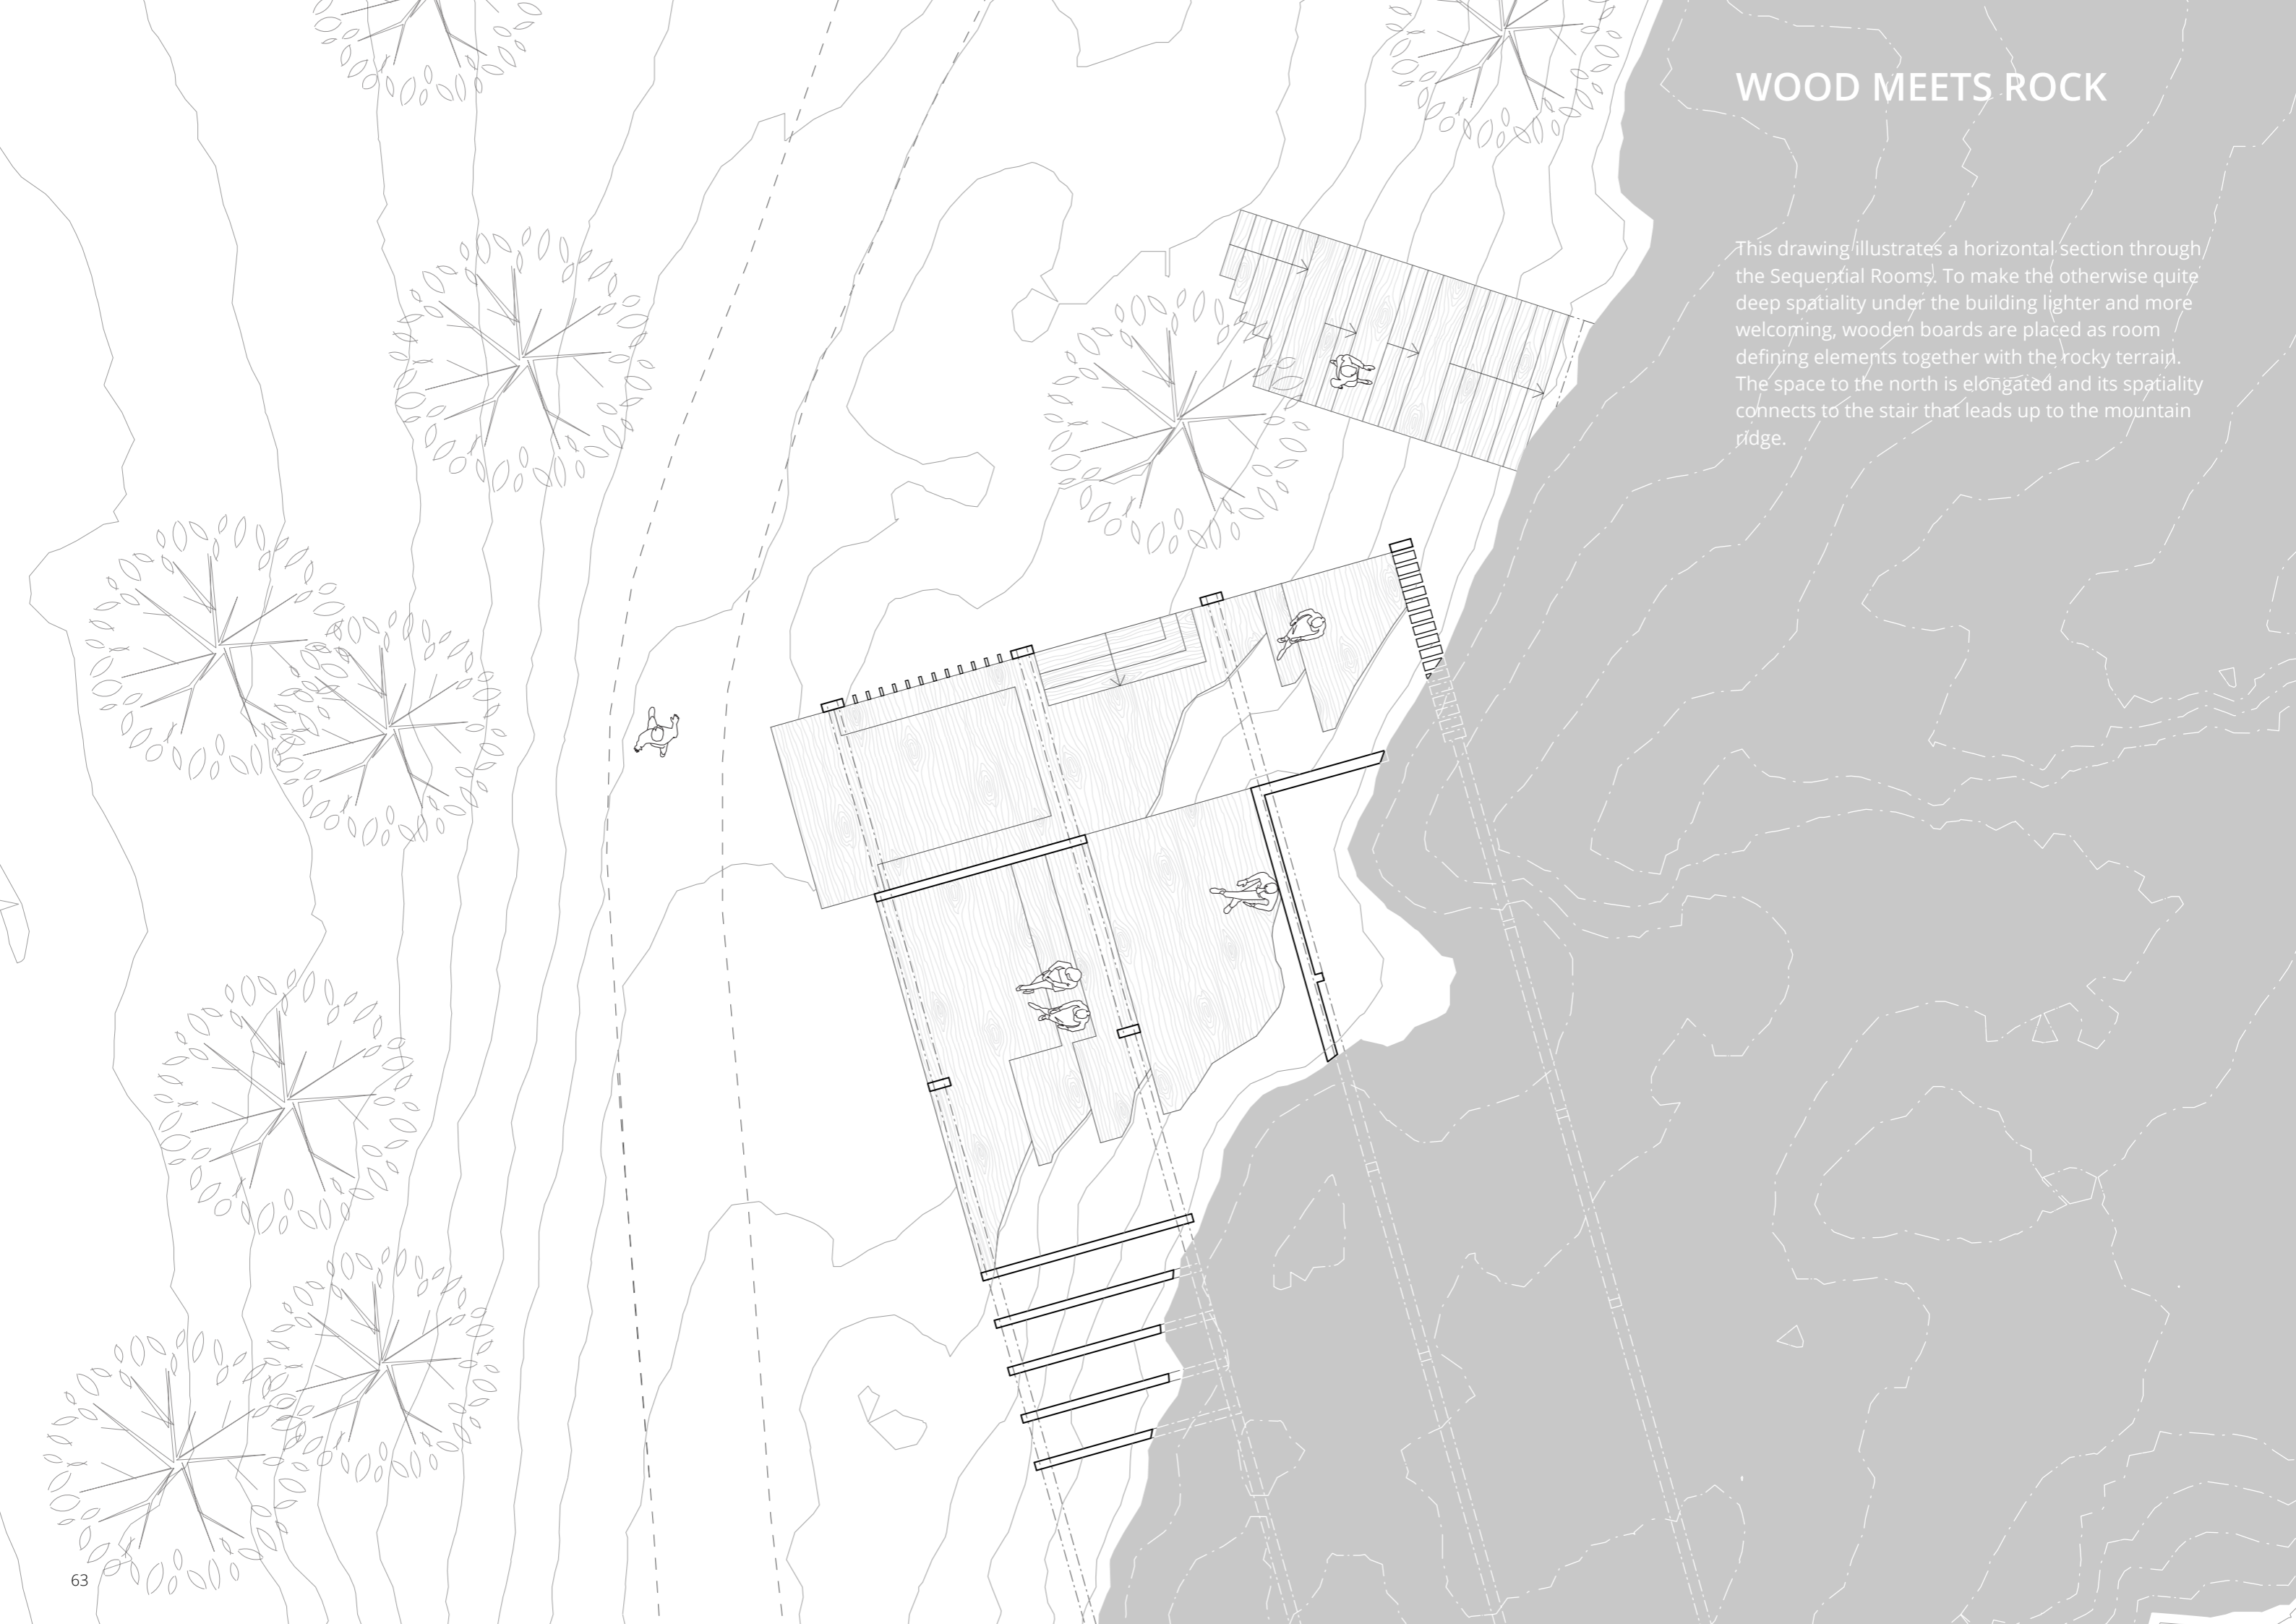 WOOD MEETS ROCK
This drawing illustrates a horizontal section through
the Sequential Rooms. To make the otherwise quite
deep spatiality under the building lighter and more
welcoming, wooden boards are placed as room
defining elements together with the rocky terrain.
The space to the north is elongated and its spatiality
connects to the stair that leads up to the mountain
ridge.
63